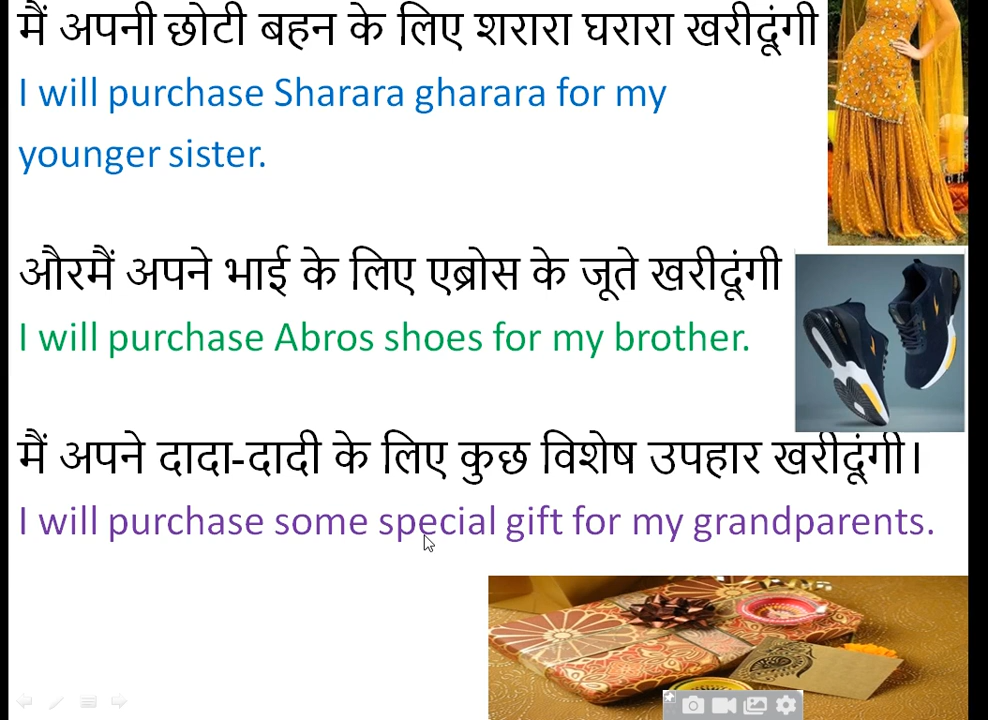 मैं अपनी छोटी बहन के लिए शरारा घरारा खरीदूंगी
I will purchase Sharara gharara for my
younger sister.
औरमैं अपने भाई के लिए एब्रोस के जूते खरीदूंगी
I will purchase Abros shoes for my brother.
मैं अपने दादा-दादी के लिए कुछ विशेष उपहार खरीदूंगी।
I will purchase some special gift for my grandparents.